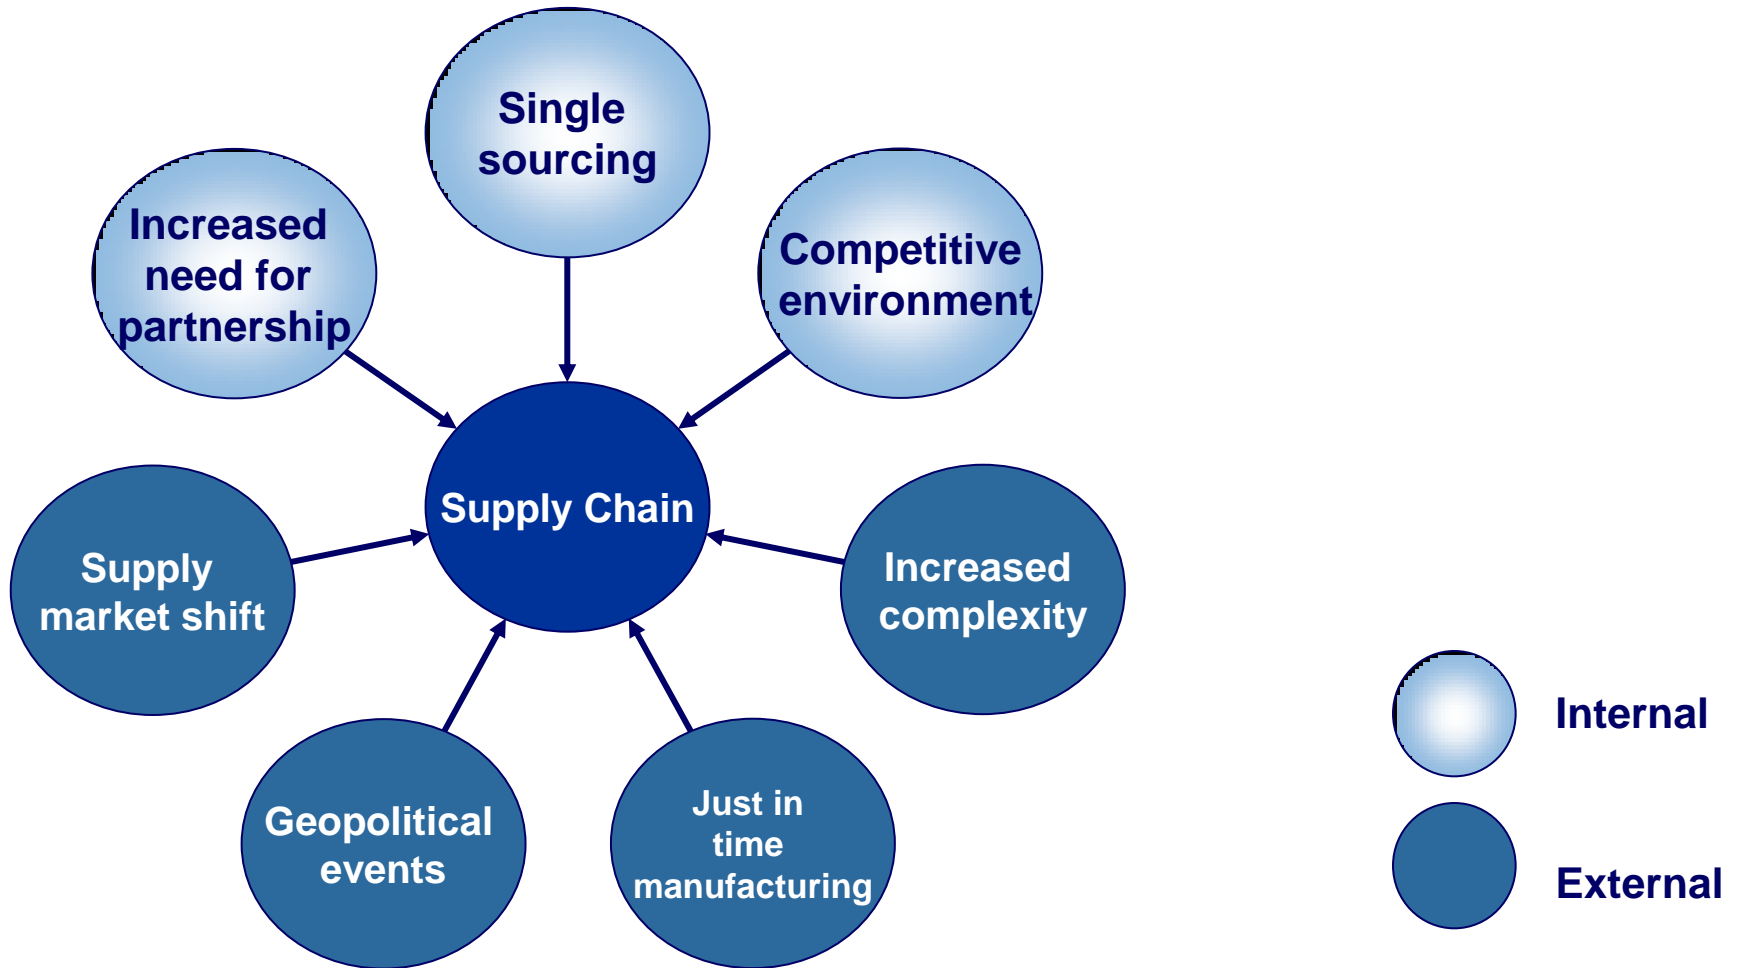 Single
sourcing
Increased
need for
partnership
Competitive
environment
Supply Chain
Supply
market shift
Increased
complexity
Geopolitical
events
Just in
time
manufacturing
Internal
External